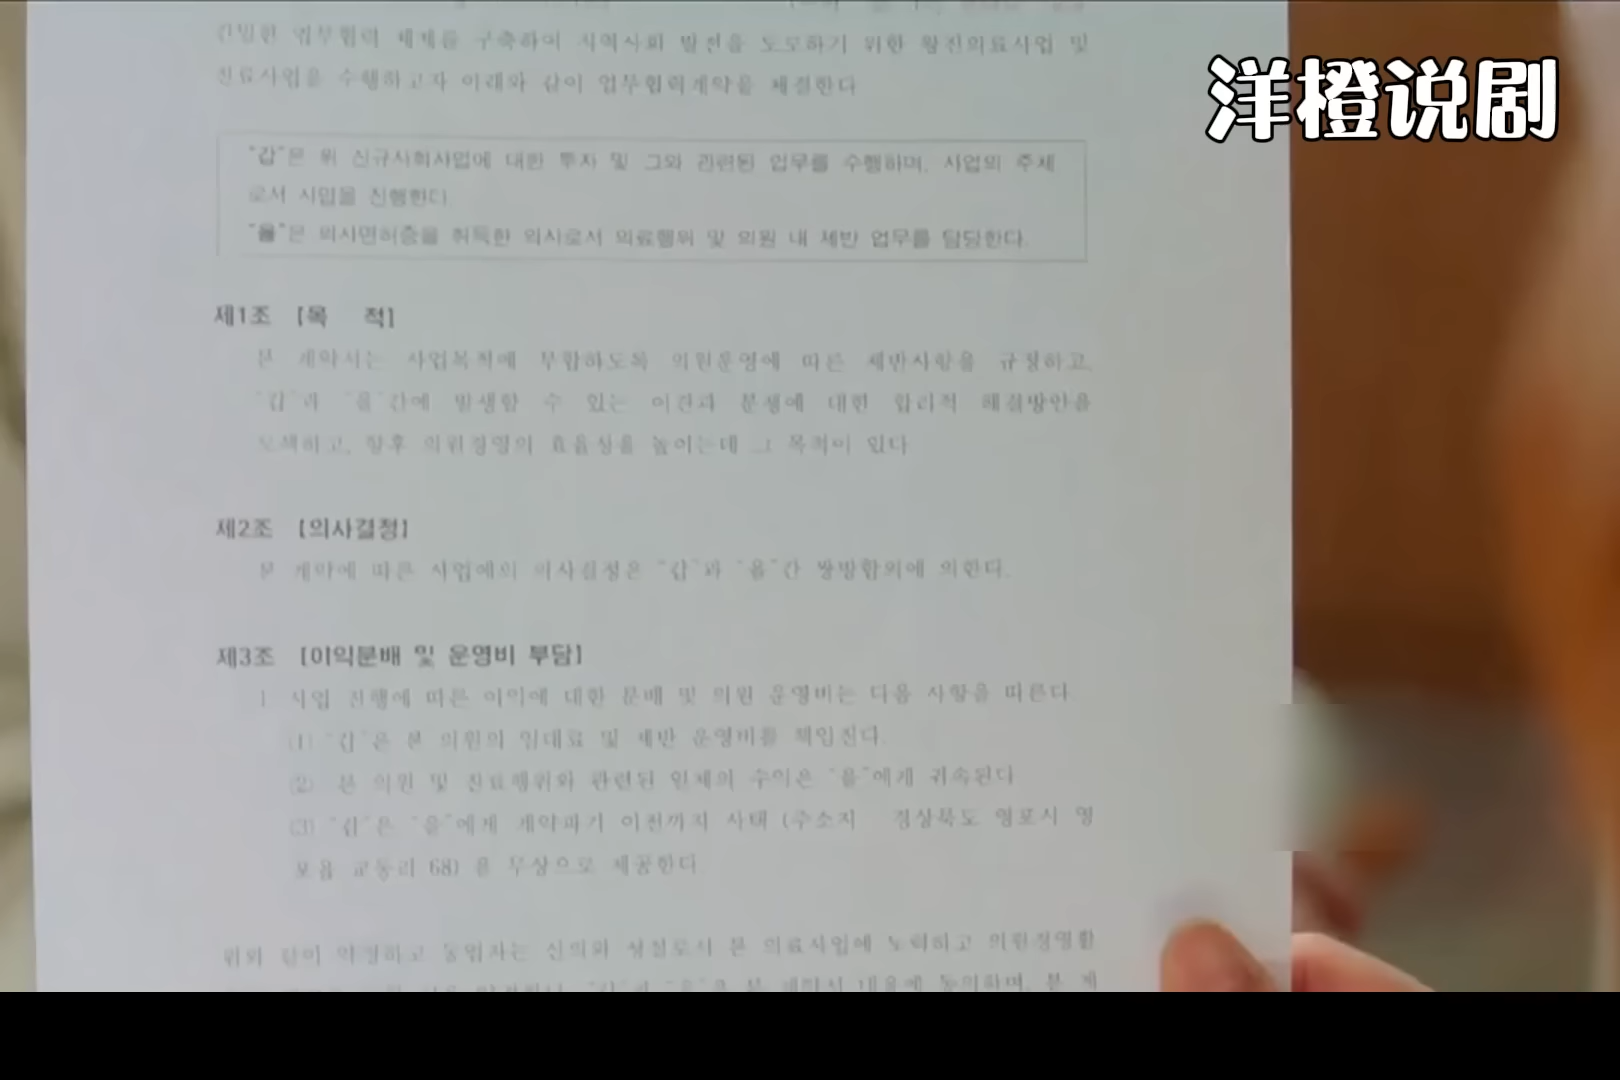 긴밀한 업무협력 체계를 구축하여 지역사회 발전을 도모하기 위한 왕진의료사업 및
진료사업을 수행하고자 아래와 같이 업무협력계약을 체결한다
洋橙说剧
"갑"은 위 신규사회사업에 대한 투자 및 그와 관련된 업무를 수행하며, 사업의 주체
로서 사업을 진행한다.
"을"은 의사면허증을 취득한 의사로서 의료행위 및 의원 내 제반 업무를 담당한다.
제1조 [목 적]
본 계약서는 사업목적에 부합하도록 의원운영에 따른 제반사항을 규정하고,
"갑"과 "을"간에 발생할 수 있는 이견과 분쟁에 대한 합리적 해결방안을
모색하고, 향후 의원경영의 효율성을 높이는데 그 목적이 있다
제2조 [의사결정]
본 계약에 따른 사업에의 의사결정은 "갑"과 "을"간 쌍방합의에 의한다.
제3조 [이익분배 및 운영비 부담]
1 사업 진행에 따른 이익에 대한 분배 및 의원 운영비는 다음 사항을 따른다
(1) "갑"은 본 의원의 임대료 및 제반 운영비를 책임진다.
(2) 본 의원 및 진료행위와 관련된 일체의 수익은 "을"에게 귀속된다
(3) "갑"은 "을"에게 계약파기 이전까지 사택 (주소지 경상북도 영포시 영
포읍 교동리 68) 을 무상으로 제공한다
위와 같이 약정하고 동업자는 신의와 성실로서 본 의료사업에 노력하고 의원경영활
"갑"과 "을"은 본 계약서 내용에 동의하며, 본 계